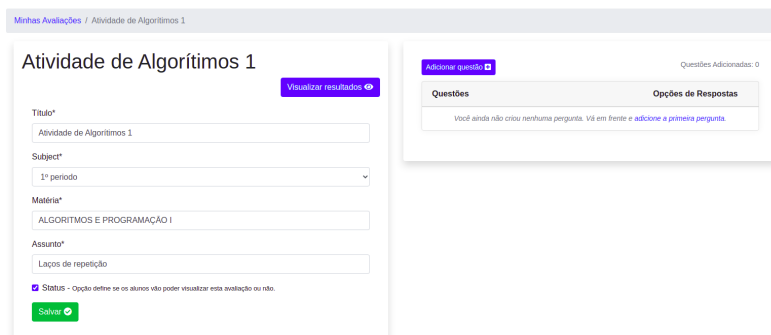 Minhas Avaliações / Atividade de Algorítimos 1
Atividade de Algorítimos 1
Visualizar resultados
Título*
Atividade de Algorítimos 1
Subject*
1º periodo
Matéria*
ALGORITMOS E PROGRAMAÇÃO I
Assunto*
Laços de repetição
Status - Opção define se os alunos vão poder visualizar esta avaliação ou não.
Salvar
Adicionar questão
Questões Adicionadas: 0
Questões Opções de Respostas
Você ainda não criou nenhuma pergunta. Vá em frente e adicione a primeira pergunta.